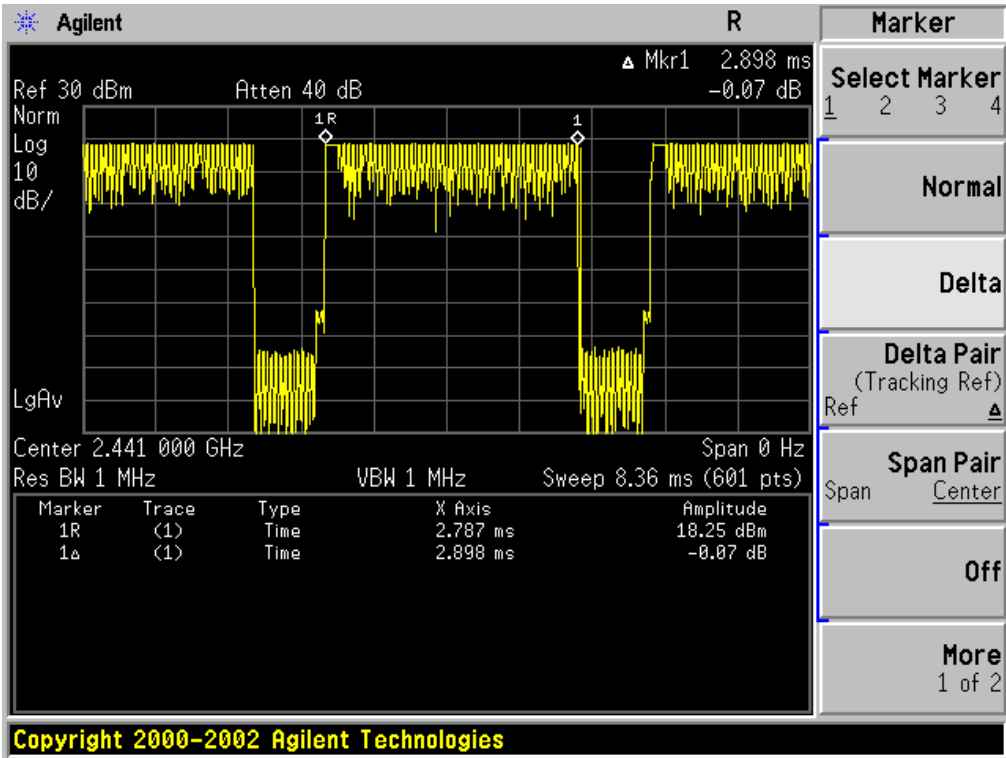 Agilent R Marker
▵ Mkr1 2.898 ms
Ref 30 dBm Atten 40 dB -0.07 dB
Norm
Log
10
dB/
1R 1
LgAv
Center 2.441 000 GHz Span 0 Hz
Res BW 1 MHz VBW 1 MHz Sweep 8.36 ms (601 pts)
Marker Trace Type X Axis Amplitude
1R (1) Time 2.787 ms 18.25 dBm
1▵ (1) Time 2.898 ms -0.07 dB
Select Marker
1 2 3 4
Normal
Delta
Delta Pair
(Tracking Ref)
Ref ▵
Span Pair
Span Center
Off
More
1 of 2
Copyright 2000-2002 Agilent Technologies